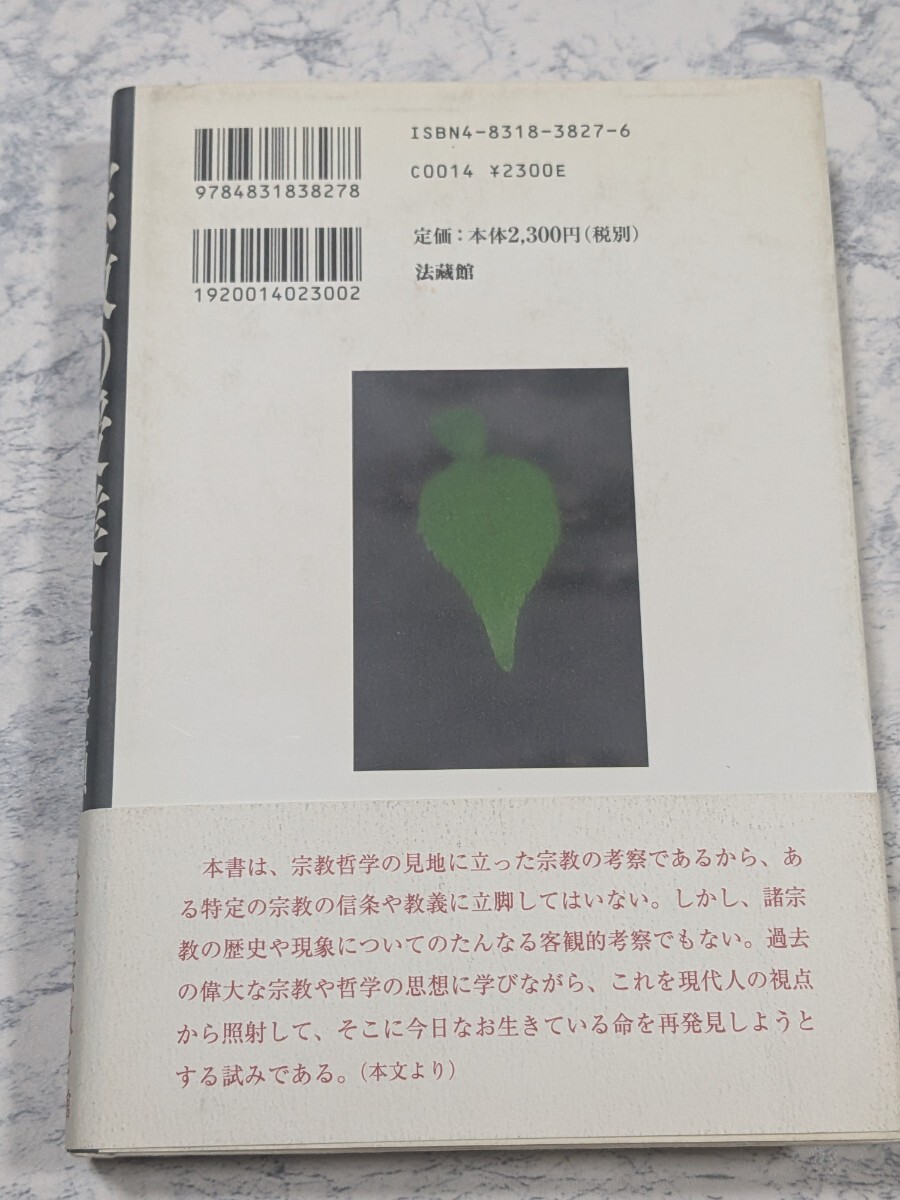 ISBN4-8318-3827-6
C0014 ¥2300E
9784831838278
定価：本体2,300円（税別）
法藏館
1920014023002
本書は、宗教哲学の見地に立った宗教の考察であるから、あ
る特定の宗教の信条や教義に立脚してはいない。しかし、諸宗
教の歴史や現象についてのたんなる客観的考察でもない。過去
の偉大な宗教や哲学の思想に学びながら、これを現代人の視点
から照射して、そこに今日なお生きている命を再発見しようと
する試みである。（本文より）